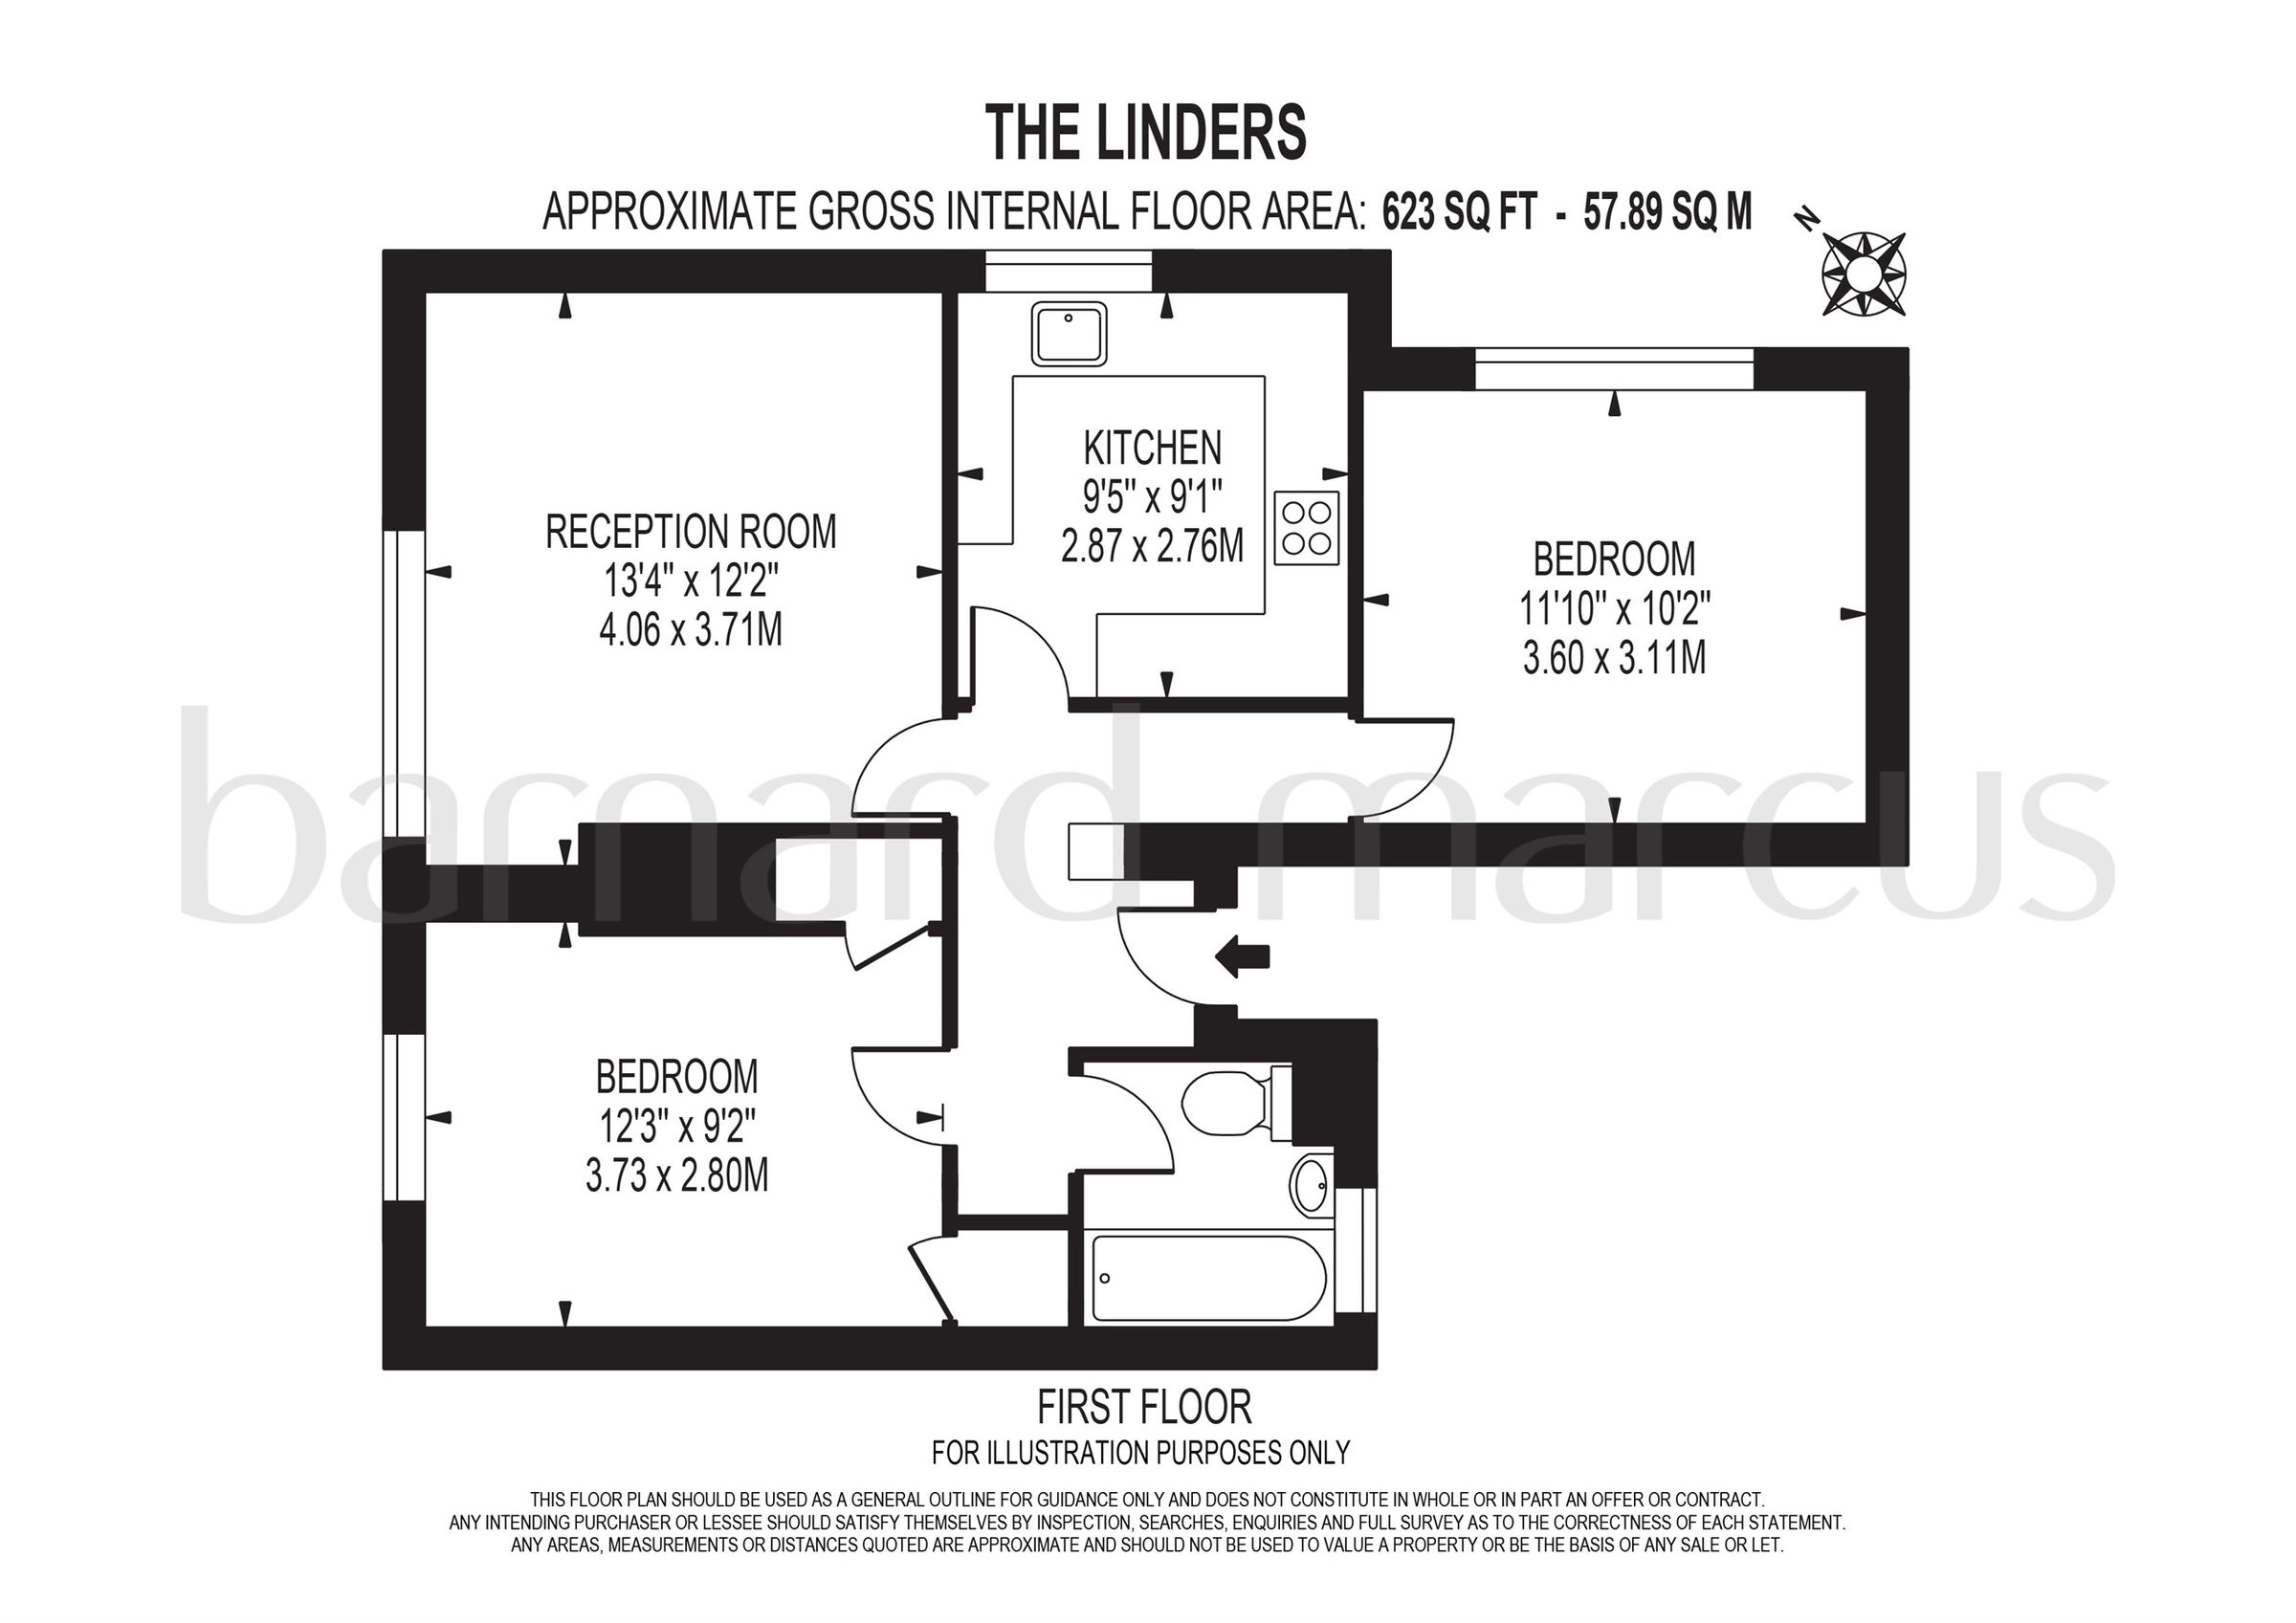 THE LINDERS
APPROXIMATE GROSS INTERNAL FLOOR AREA: 623 SQ FT - 57.89 SQ M
N
KITCHEN
9'5" x 9'1"
2.87 x 2.76M
RECEPTION ROOM
13'4" x 12'2"
4.06 x 3.71M
BEDROOM
11'10" x 10'2"
3.60 x 3.11M
barnard marcus
BEDROOM
12'3" x 9'2"
3.73 x 2.80M
FIRST FLOOR
FOR ILLUSTRATION PURPOSES ONLY
THIS FLOOR PLAN SHOULD BE USED AS A GENERAL OUTLINE FOR GUIDANCE ONLY AND DOES NOT CONSTITUTE IN WHOLE OR IN PART AN OFFER OR CONTRACT.
ANY INTENDING PURCHASER OR LESSEE SHOULD SATISFY THEMSELVES BY INSPECTION, SEARCHES, ENQUIRIES AND FULL SURVEY AS TO THE CORRECTNESS OF EACH STATEMENT.
ANY AREAS, MEASUREMENTS OR DISTANCES QUOTED ARE APPROXIMATE AND SHOULD NOT BE USED TO VALUE A PROPERTY OR BE THE BASIS OF ANY SALE OR LET.